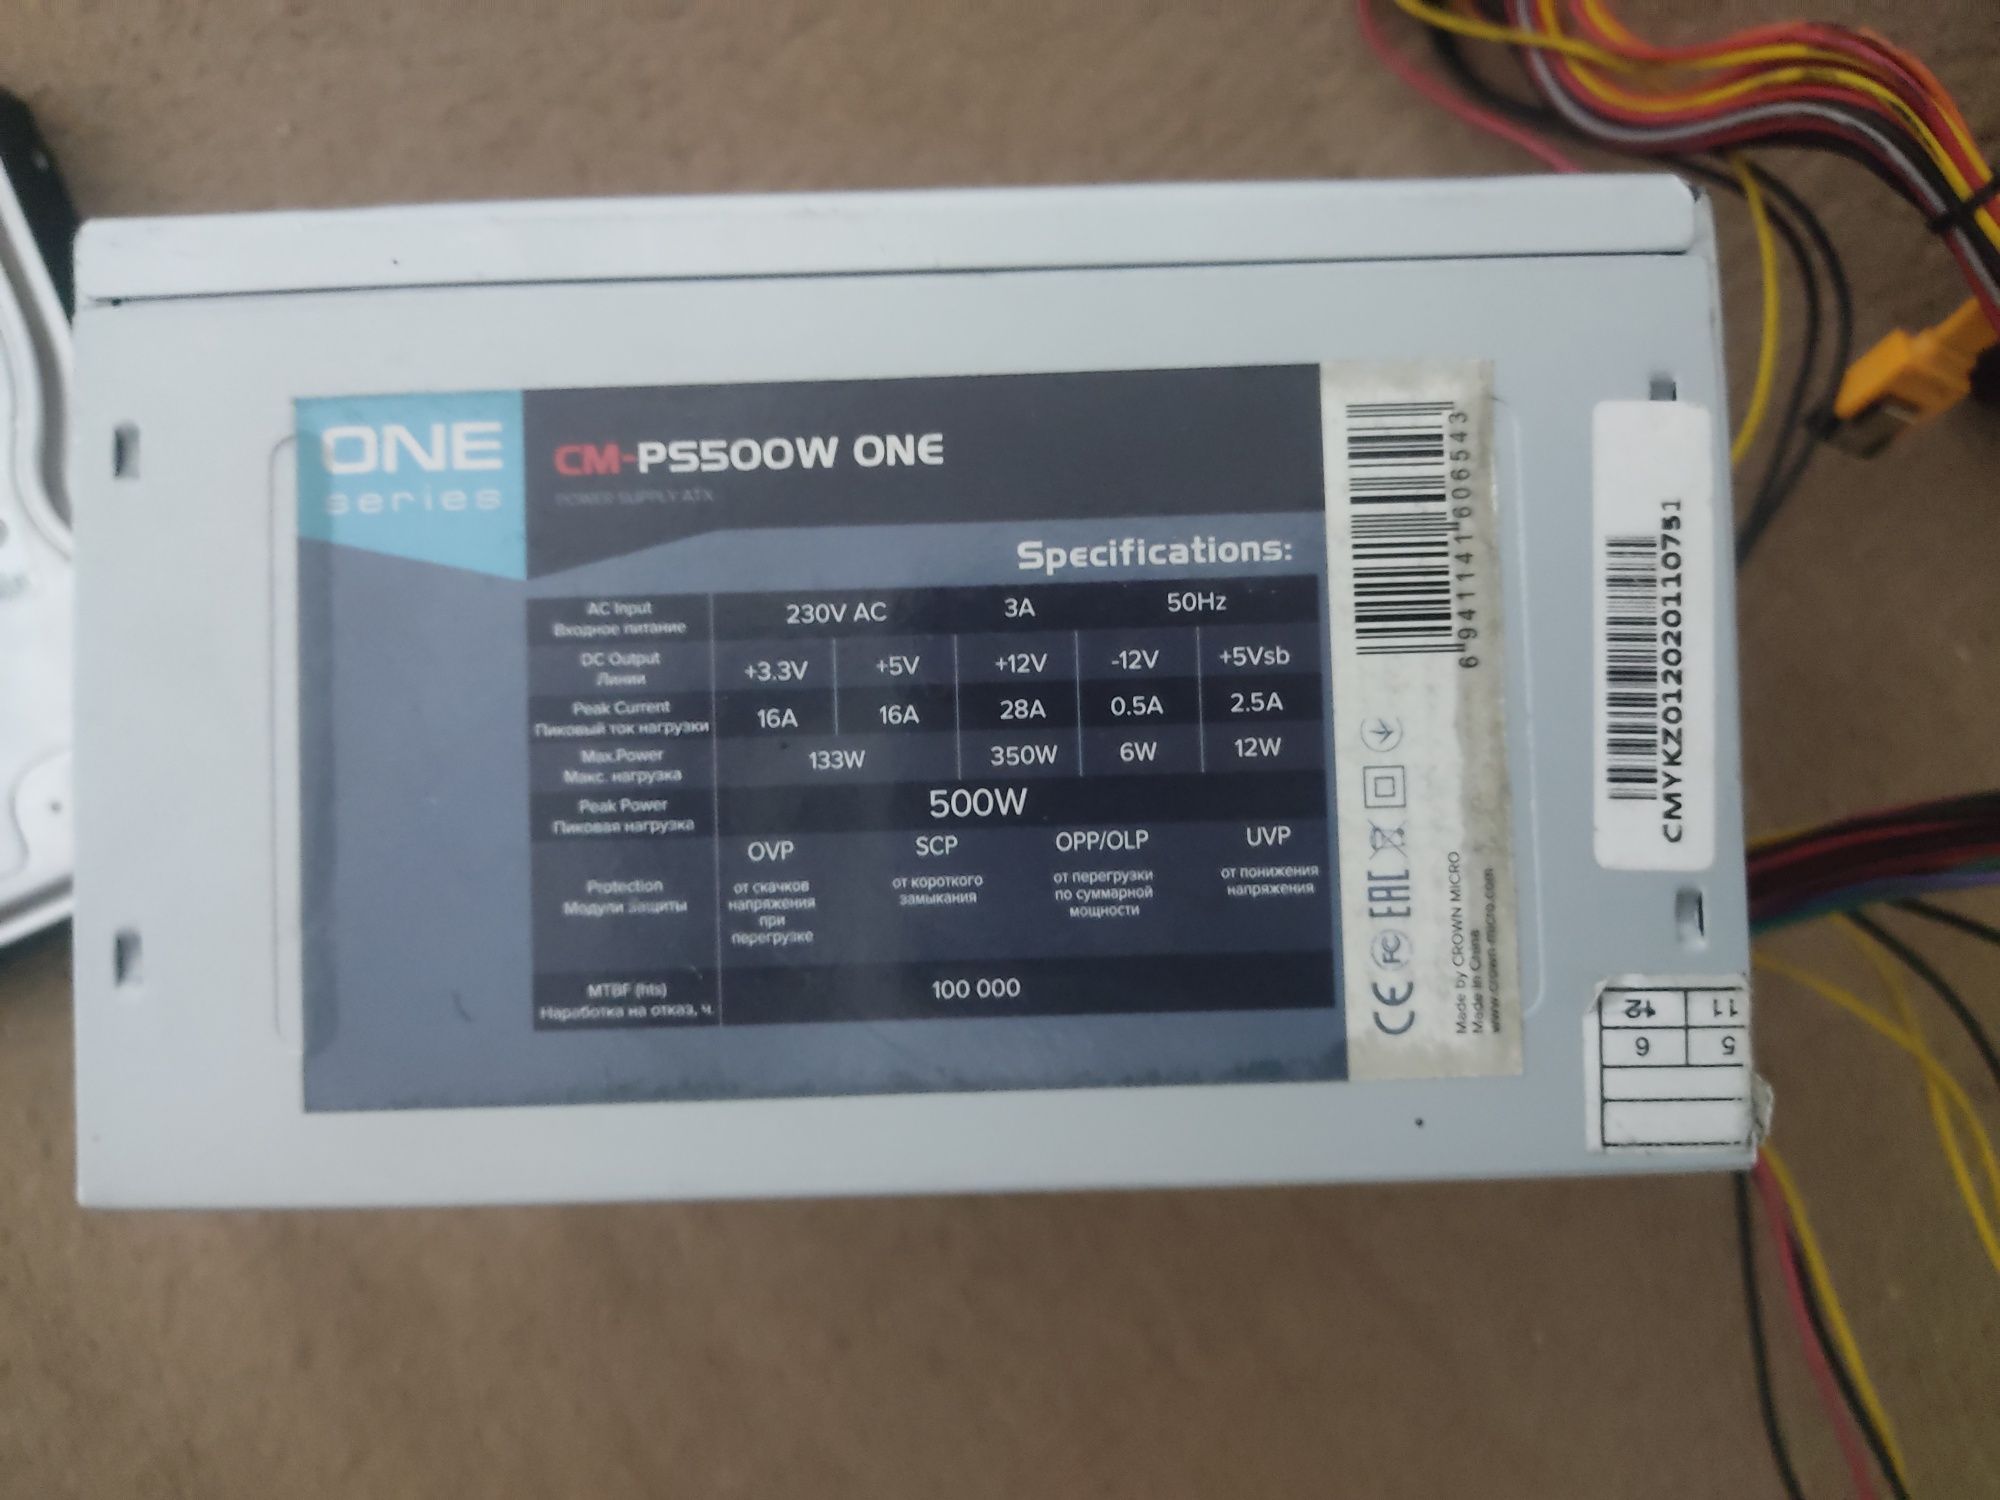 ONE
series
CM-PS500W ONE
POWER SUPPLY ATX
Specifications:
AC Input
Входное питание
230V AC 3A 50Hz
DC Output
Линии
+3.3V +5V +12V -12V +5Vsb
Peak Current
Пиковый ток нагрузки
16A 16A 28A 0.5A 2.5A
Max.Power
Макс. нагрузка
133W 350W 6W 12W
Peak Power
Пиковая нагрузка
500W
Protection
Модули защиты
OVP SCP OPP/OLP UVP
от скачков
напряжения
при
перегрузке
от короткого
замыкания
от перегрузки
по суммарной
мощности
от понижения
напряжения
MTBF (hts)
Наработка на отказ, ч.
100 000
6 941141 606543
CE FC EAC
Made by CROWN MICRO
Made in China
www.crown-micro.com
CMYKZ0120201110751
5 6
11 12